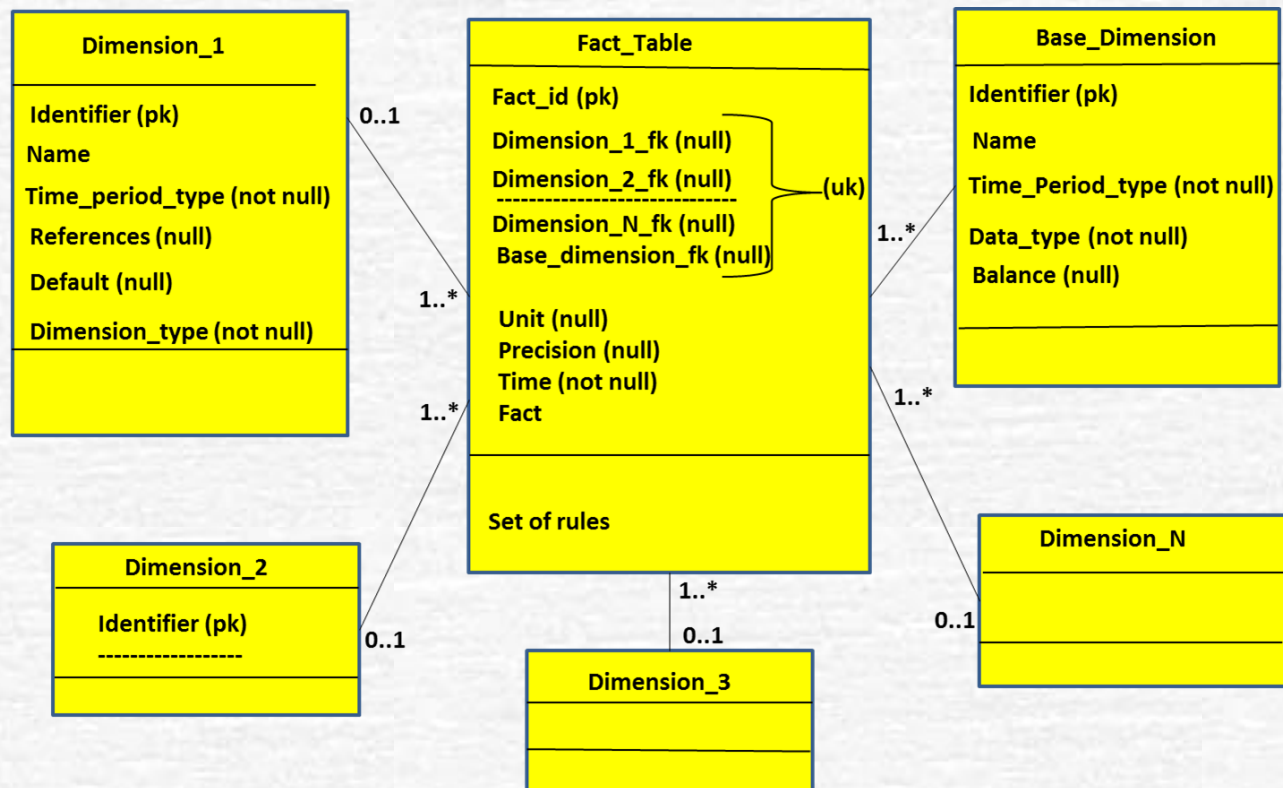 Dimension_1
Identifier (pk)
Name
Time_period_type (not null)
References (null)
Default (null)
Dimension_type (not null)
0..1
1..*
Fact_Table
Fact_id (pk)
Dimension_1_fk (null)
Dimension_2_fk (null)
------------------------------
Dimension_N_fk (null)
Base_dimension_fk (null)
(uk)
Unit (null)
Precision (null)
Time (not null)
Fact
Set of rules
Base_Dimension
Identifier (pk)
Name
Time_Period_type (not null)
Data_type (not null)
Balance (null)
1..*
1..*
0..1
Dimension_2
Identifier (pk)
------------------
1..*
0..1
Dimension_3
1..*
0..1
Dimension_N